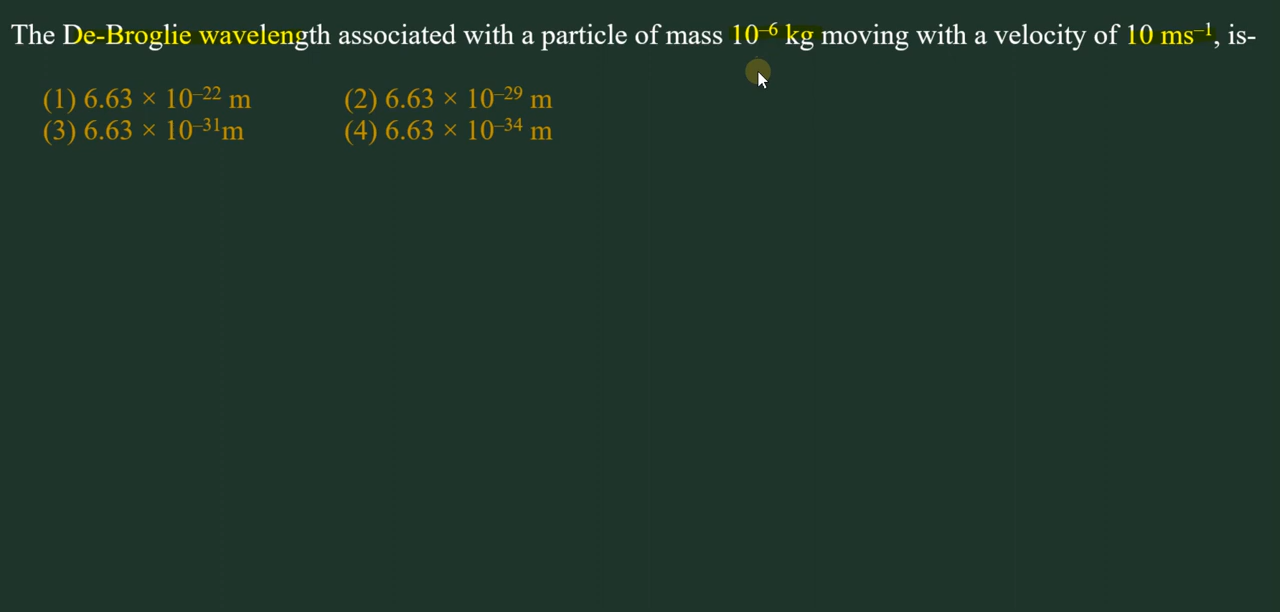 The De-Broglie wavelength associated with a particle of mass 10⁻⁶ kg moving with a velocity of 10 ms⁻¹, is-
(1) 6.63 × 10⁻²² m (2) 6.63 × 10⁻²⁹ m
(3) 6.63 × 10⁻³¹m (4) 6.63 × 10⁻³⁴ m